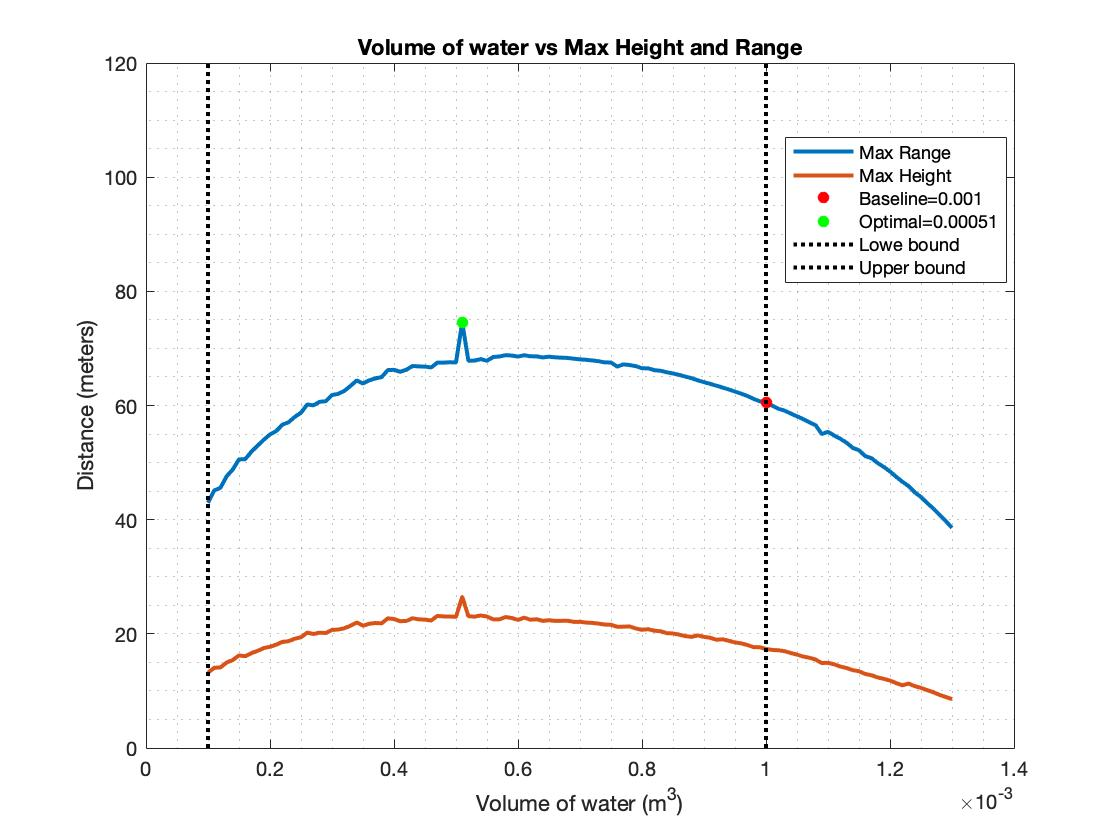 Volume of water vs Max Height and Range
120
100
80
60
40
20
0
Distance (meters)
Max Range
Max Height
Baseline=0.001
Optimal=0.00051
Lowe bound
Upper bound
0 0.2 0.4 0.6 0.8 1 1.2 1.4
Volume of water (m³)
×10⁻³